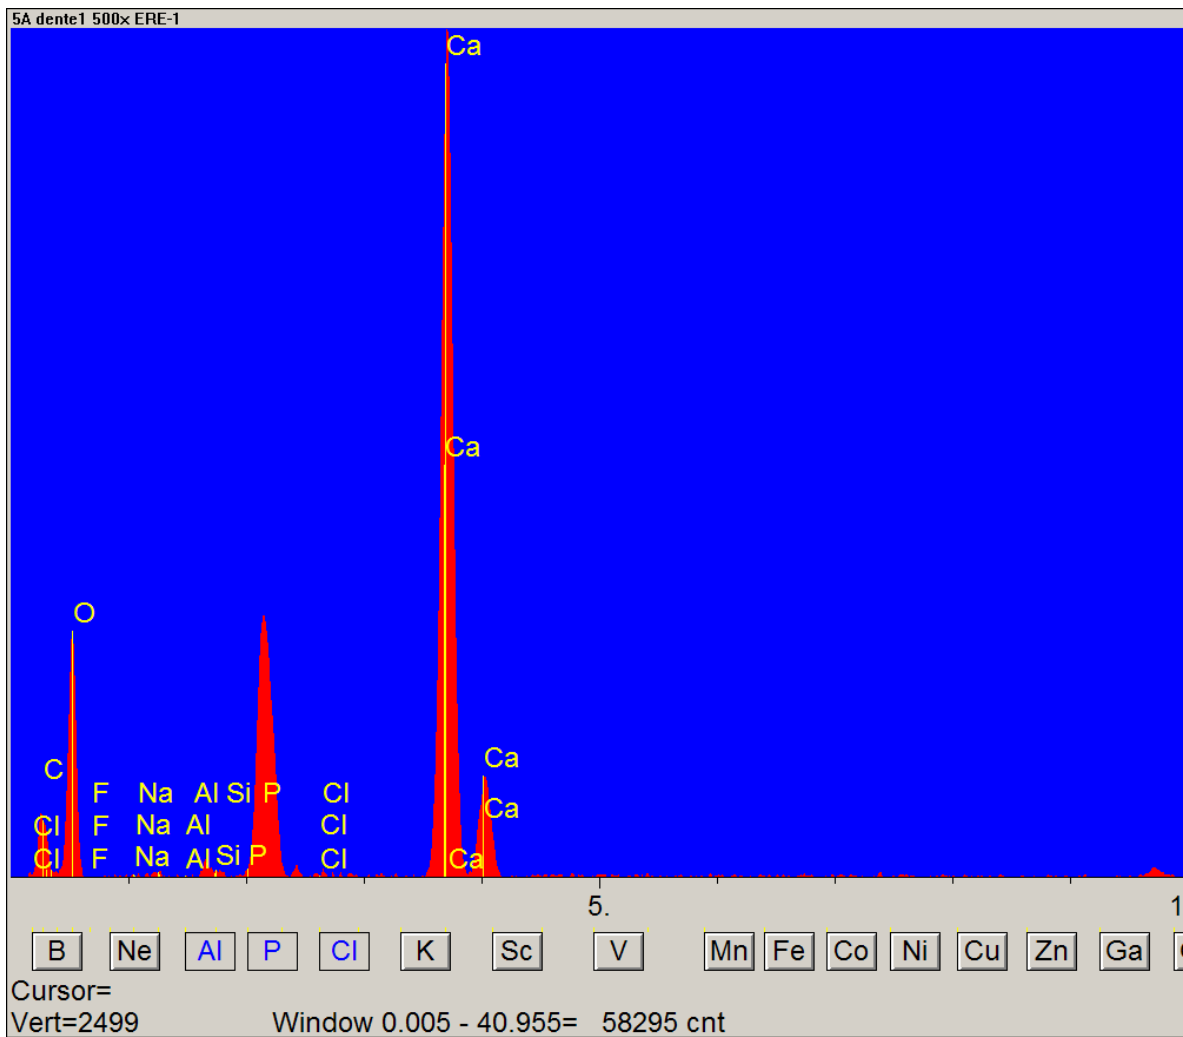 5A dente1 500x ERE-1
Ca
Ca
O
Ca
C
F Na Al Si P Cl
Ca
Cl F Na Al Cl
Cl F Na Al Si P Cl Ca
5. 1
B Ne Al P Cl K Sc V Mn Fe Co Ni Cu Zn Ga
Cursor=
Vert=2499 Window 0.005 - 40.955= 58295 cnt